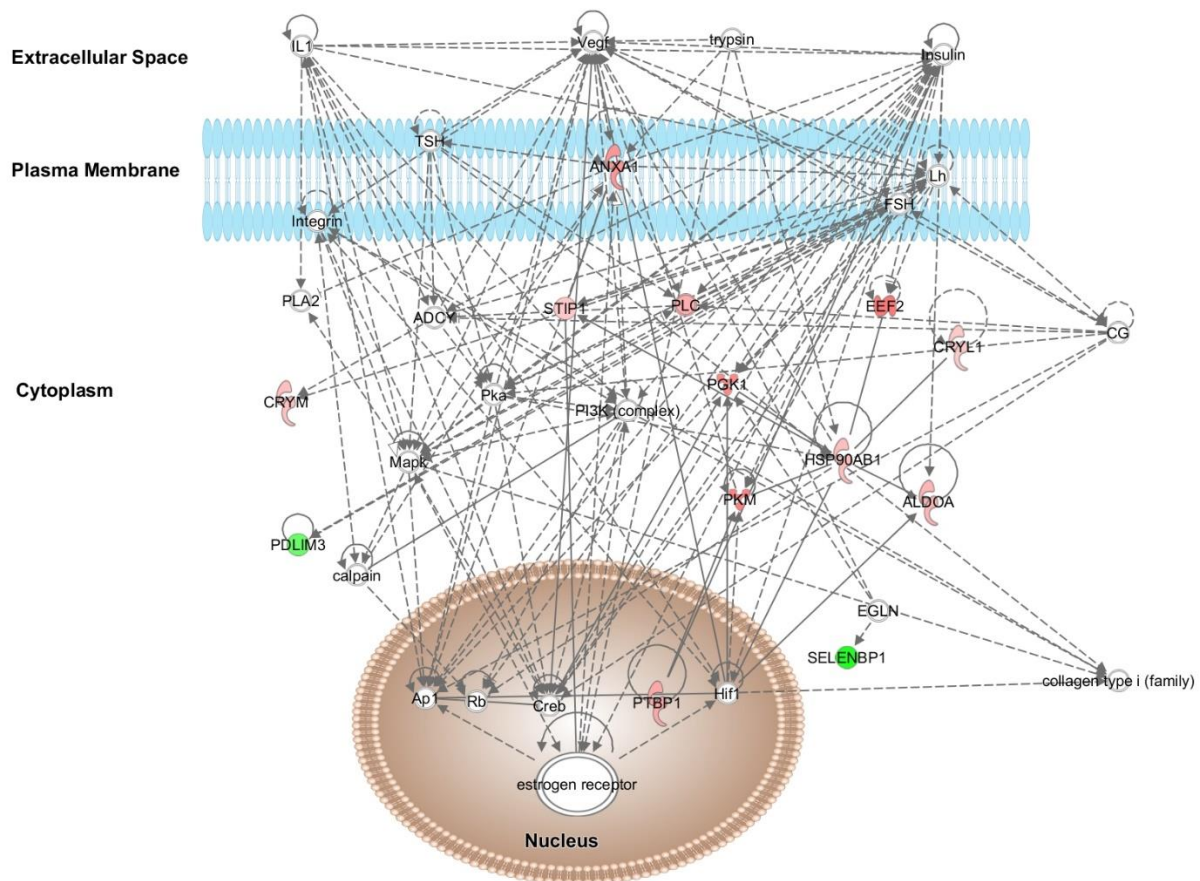 Extracellular Space
IL1
Vegf
trypsin
Insulin
Plasma Membrane
TSH
ANXA1
Lh
FSH
Integrin
PLA2
ADCY
STIP1
PLC
EEF2
CG
CRYL1
Cytoplasm
CRYM
Pka
PI3K (complex)
PGK1
Mapk
HSP90AB1
PKM
ALDOA
PDLIM3
calpain
EGLN
SELENBP1
collagen type i (family)
Ap1
Rb
Creb
PTBP1
Hif1
estrogen receptor
Nucleus